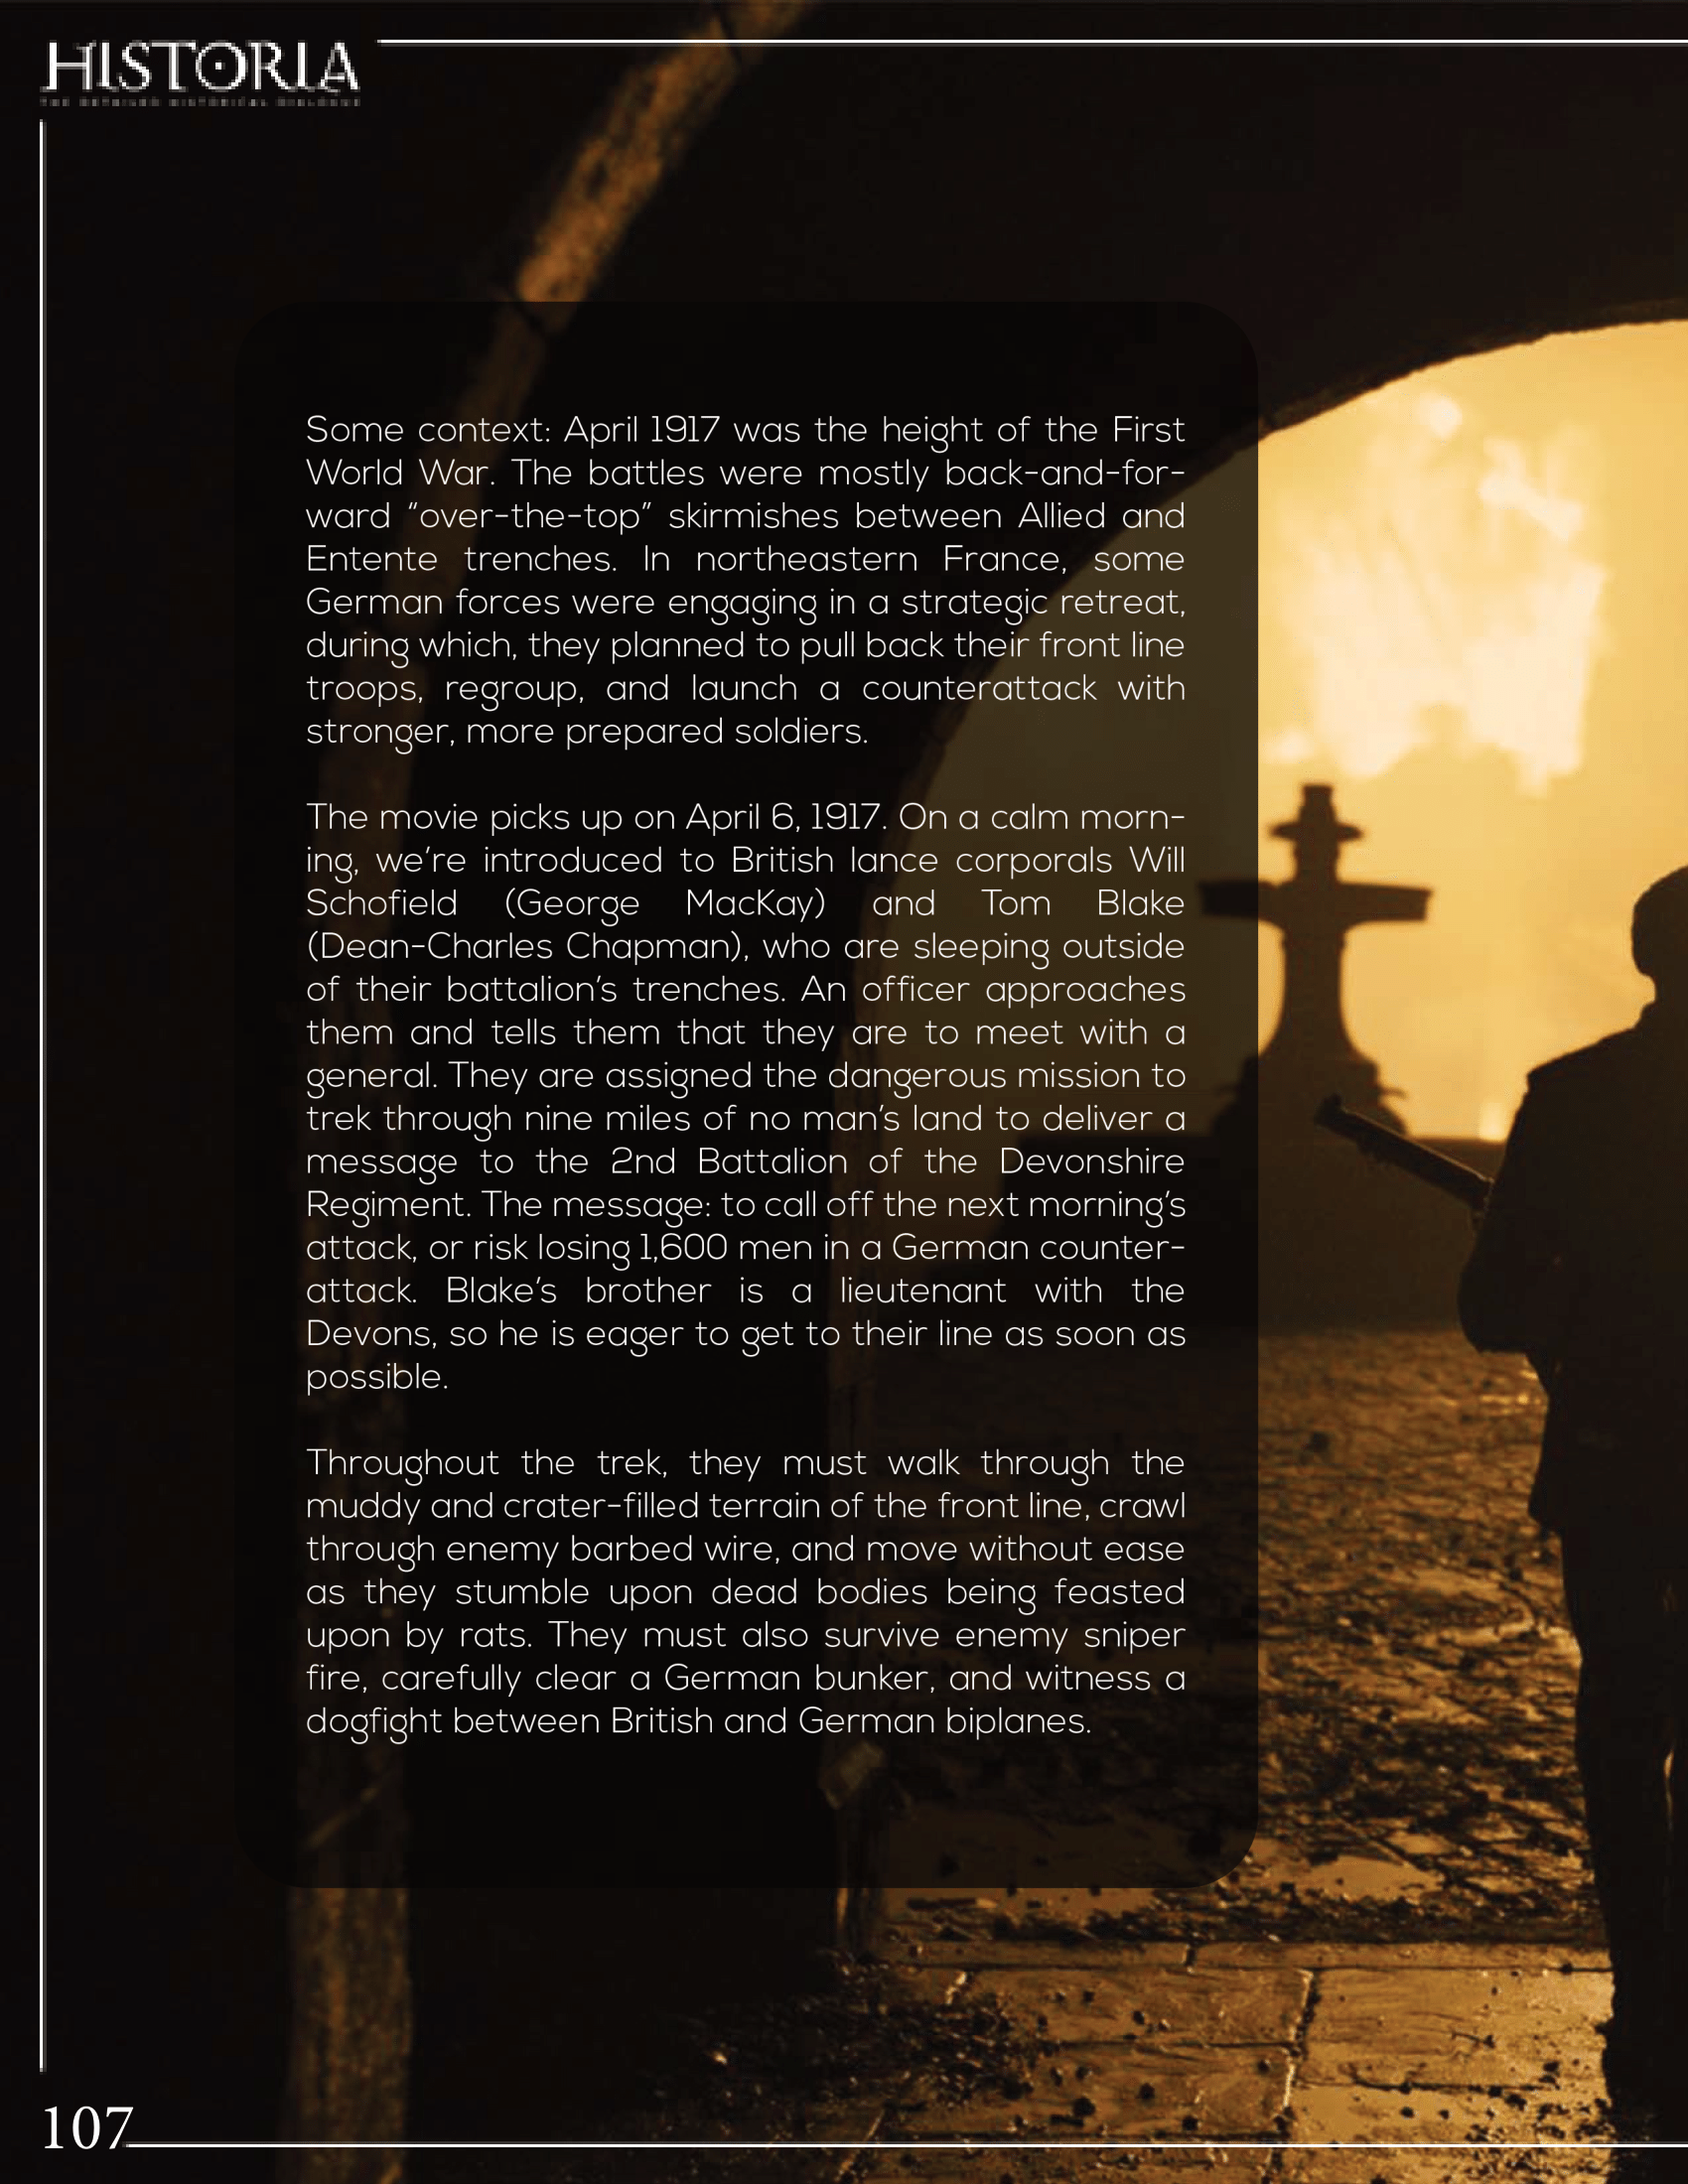 HISTORIA
Some context: April 1917 was the height of the First
World War. The battles were mostly back-and-for-
ward “over-the-top” skirmishes between Allied and
Entente trenches. In northeastern France, some
German forces were engaging in a strategic retreat,
during which, they planned to pull back their front line
troops, regroup, and launch a counterattack with
stronger, more prepared soldiers.
The movie picks up on April 6, 1917. On a calm morn-
ing, we’re introduced to British lance corporals Will
Schofield (George MacKay) and Tom Blake
(Dean-Charles Chapman), who are sleeping outside
of their battalion’s trenches. An officer approaches
them and tells them that they are to meet with a
general. They are assigned the dangerous mission to
trek through nine miles of no man’s land to deliver a
message to the 2nd Battalion of the Devonshire
Regiment. The message: to call off the next morning’s
attack, or risk losing 1,600 men in a German counter-
attack. Blake’s brother is a lieutenant with the
Devons, so he is eager to get to their line as soon as
possible.
Throughout the trek, they must walk through the
muddy and crater-filled terrain of the front line, crawl
through enemy barbed wire, and move without ease
as they stumble upon dead bodies being feasted
upon by rats. They must also survive enemy sniper
fire, carefully clear a German bunker, and witness a
dogfight between British and German biplanes.
107